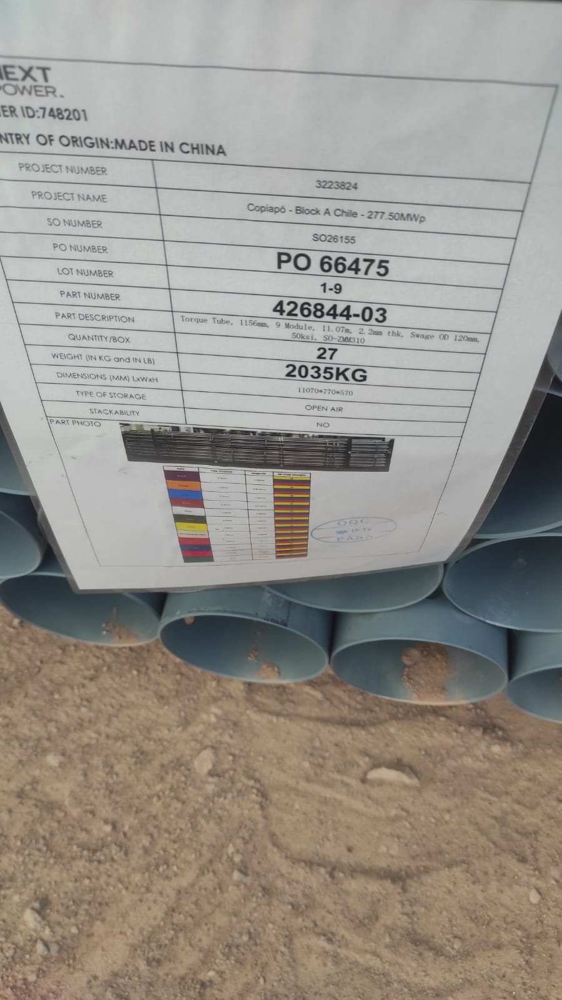 NEXT
POWER™
ER ID:748201
NTRY OF ORIGIN:MADE IN CHINA
PROJECT NUMBER 3223824
PROJECT NAME Copiapó - Block A Chile - 277.50MWp
SO NUMBER SO26155
PO NUMBER PO 66475
LOT NUMBER 1-9
PART NUMBER 426844-03
PART DESCRIPTION Torque Tube, 1156mm, 9 Module, 11.07m, 2.2mm thk, Swage OD 120mm,
50ksi, SO-ZMM310
QUANTITY/BOX 27
WEIGHT (IN KG and IN LB) 2035KG
DIMENSIONS (MM) LxWxH 11070*770*570
TYPE OF STORAGE OPEN AIR
STACKABILITY NO
PART PHOTO
OQC
PASS